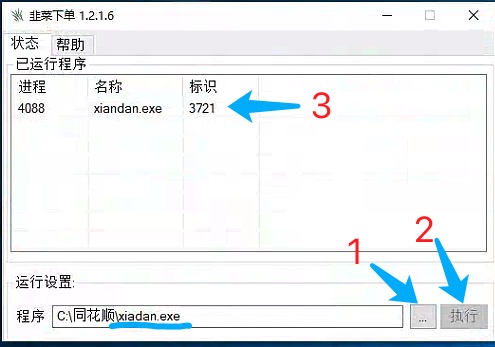 韭菜下单 1.2.1.6
状态 帮助
已运行程序
进程 名称 标识
4088 xiandan.exe 3721
3
1
2
运行设置:
程序 C:\同花顺\xiadan.exe ... 执行